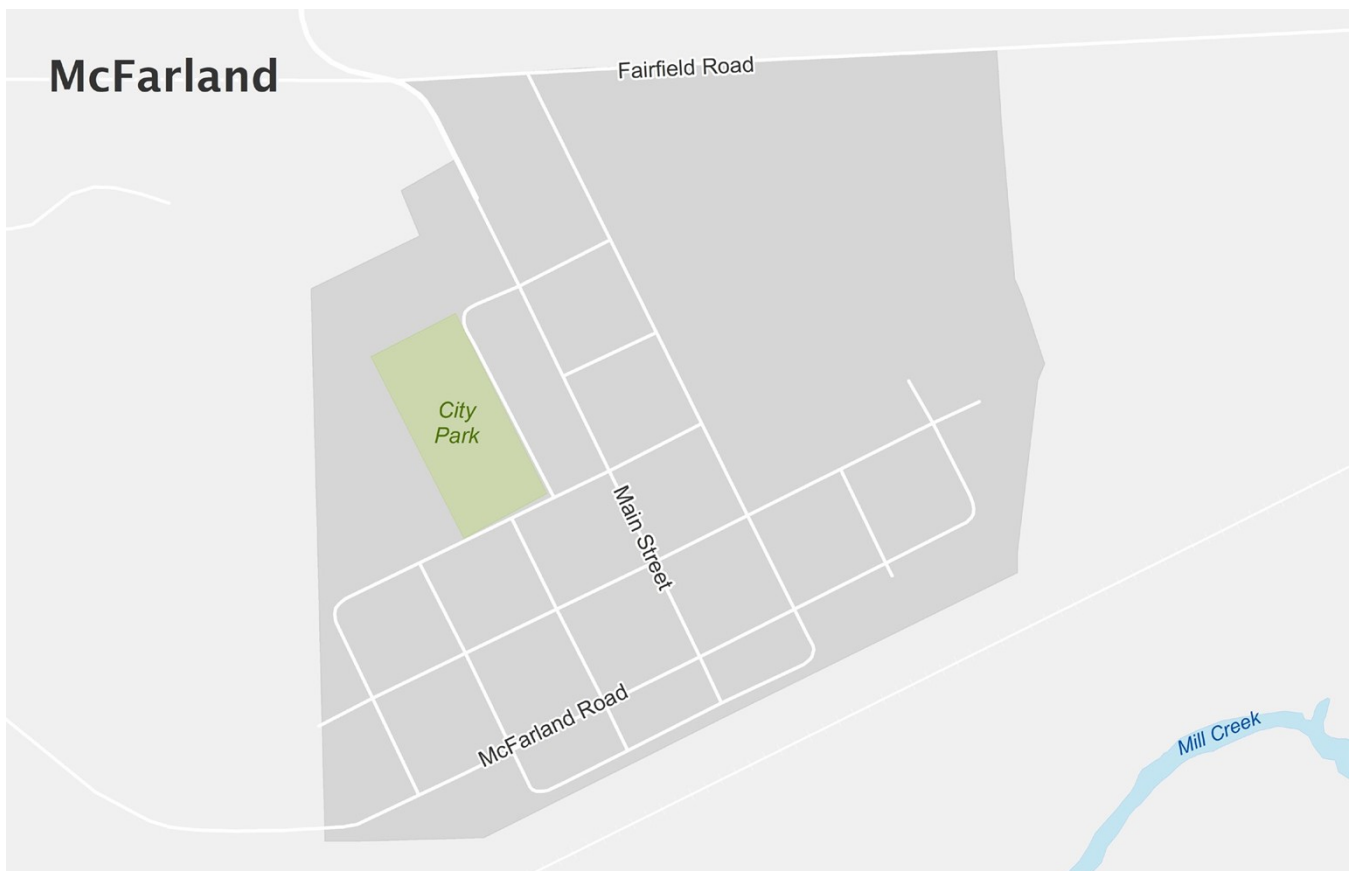 McFarland
Fairfield Road
City
Park
Main Street
McFarland Road
Mill Creek